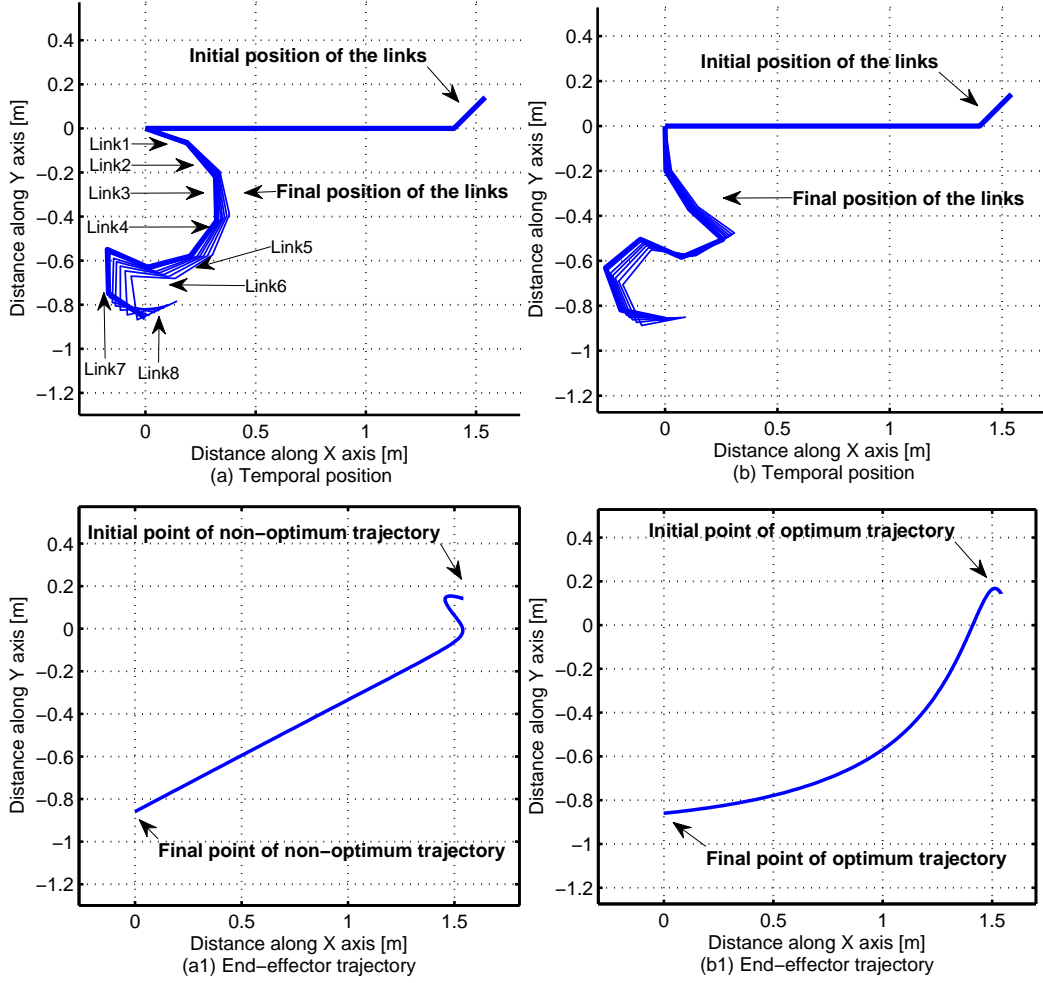 Initial position of the links
Final position of the links
Link1
Link2
Link3
Link4
Link5
Link6
Link7
Link8
0.4
0.2
0
−0.2
−0.4
−0.6
−0.8
−1
−1.2
Distance along Y axis [m]
0
0.5
1
1.5
Distance along X axis [m]
(a) Temporal position
Initial position of the links
Final position of the links
0.4
0.2
0
−0.2
−0.4
−0.6
−0.8
−1
−1.2
Distance along Y axis [m]
0
0.5
1
1.5
Distance along X axis [m]
(b) Temporal position
Initial point of non−optimum trajectory
Final point of non−optimum trajectory
0.4
0.2
0
−0.2
−0.4
−0.6
−0.8
−1
−1.2
Distance along Y axis [m]
0
0.5
1
1.5
Distance along X axis [m]
(a1) End−effector trajectory
Initial point of optimum trajectory
Final point of optimum trajectory
0.4
0.2
0
−0.2
−0.4
−0.6
−0.8
−1
−1.2
Distance along Y axis [m]
0
0.5
1
1.5
Distance along X axis [m]
(b1) End−effector trajectory